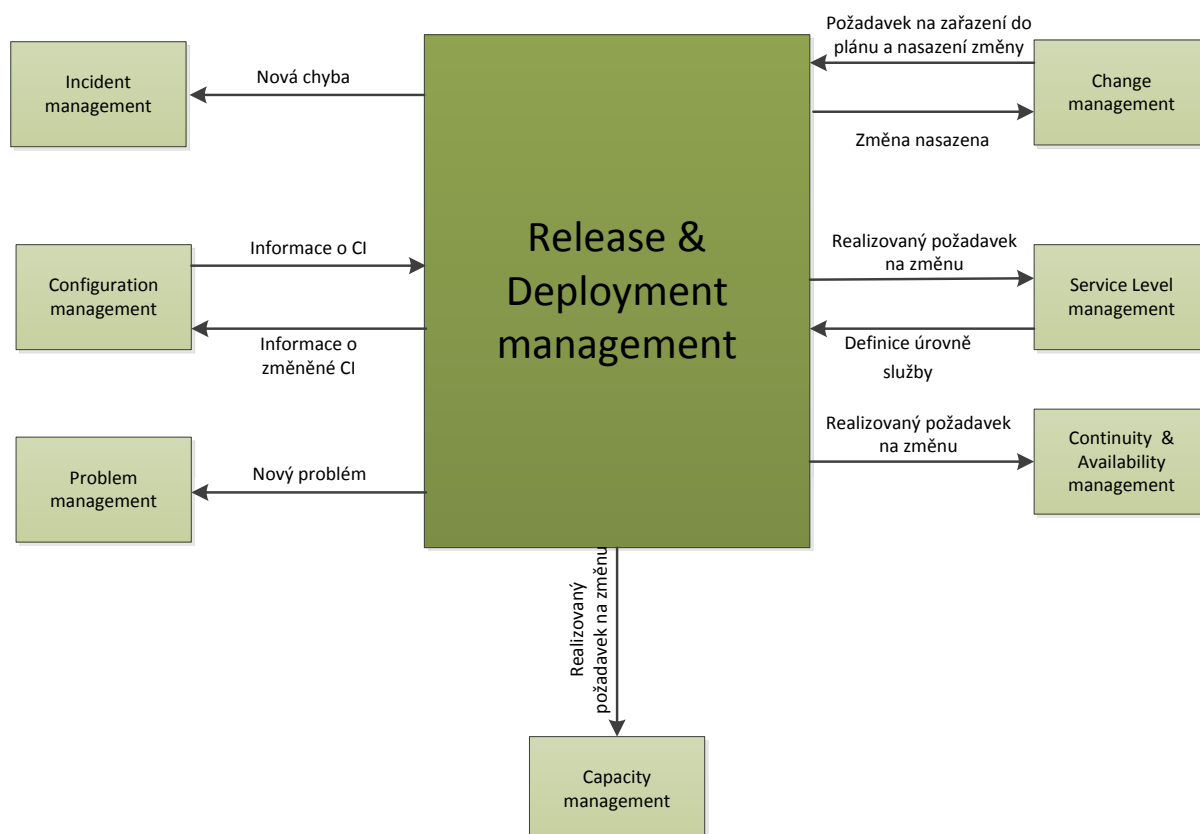 Požadavek na zařazení do
plánu a nasazení změny
Incident
management
Nová chyba
Change
management
Změna nasazena
Release &
Deployment
management
Informace o CI
Configuration
management
Informace o
změněné CI
Realizovaný požadavek
na změnu
Service Level
management
Definice úrovně
služby
Realizovaný požadavek
na změnu
Continuity &
Availability
management
Problem
management
Nový problém
Realizovaný
požadavek na změnu
Capacity
management